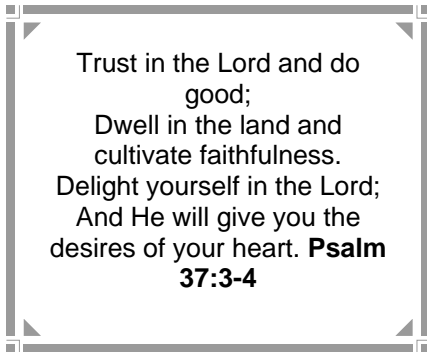 Trust in the Lord and do
good;
Dwell in the land and
cultivate faithfulness.
Delight yourself in the Lord;
And He will give you the
desires of your heart. Psalm
37:3-4